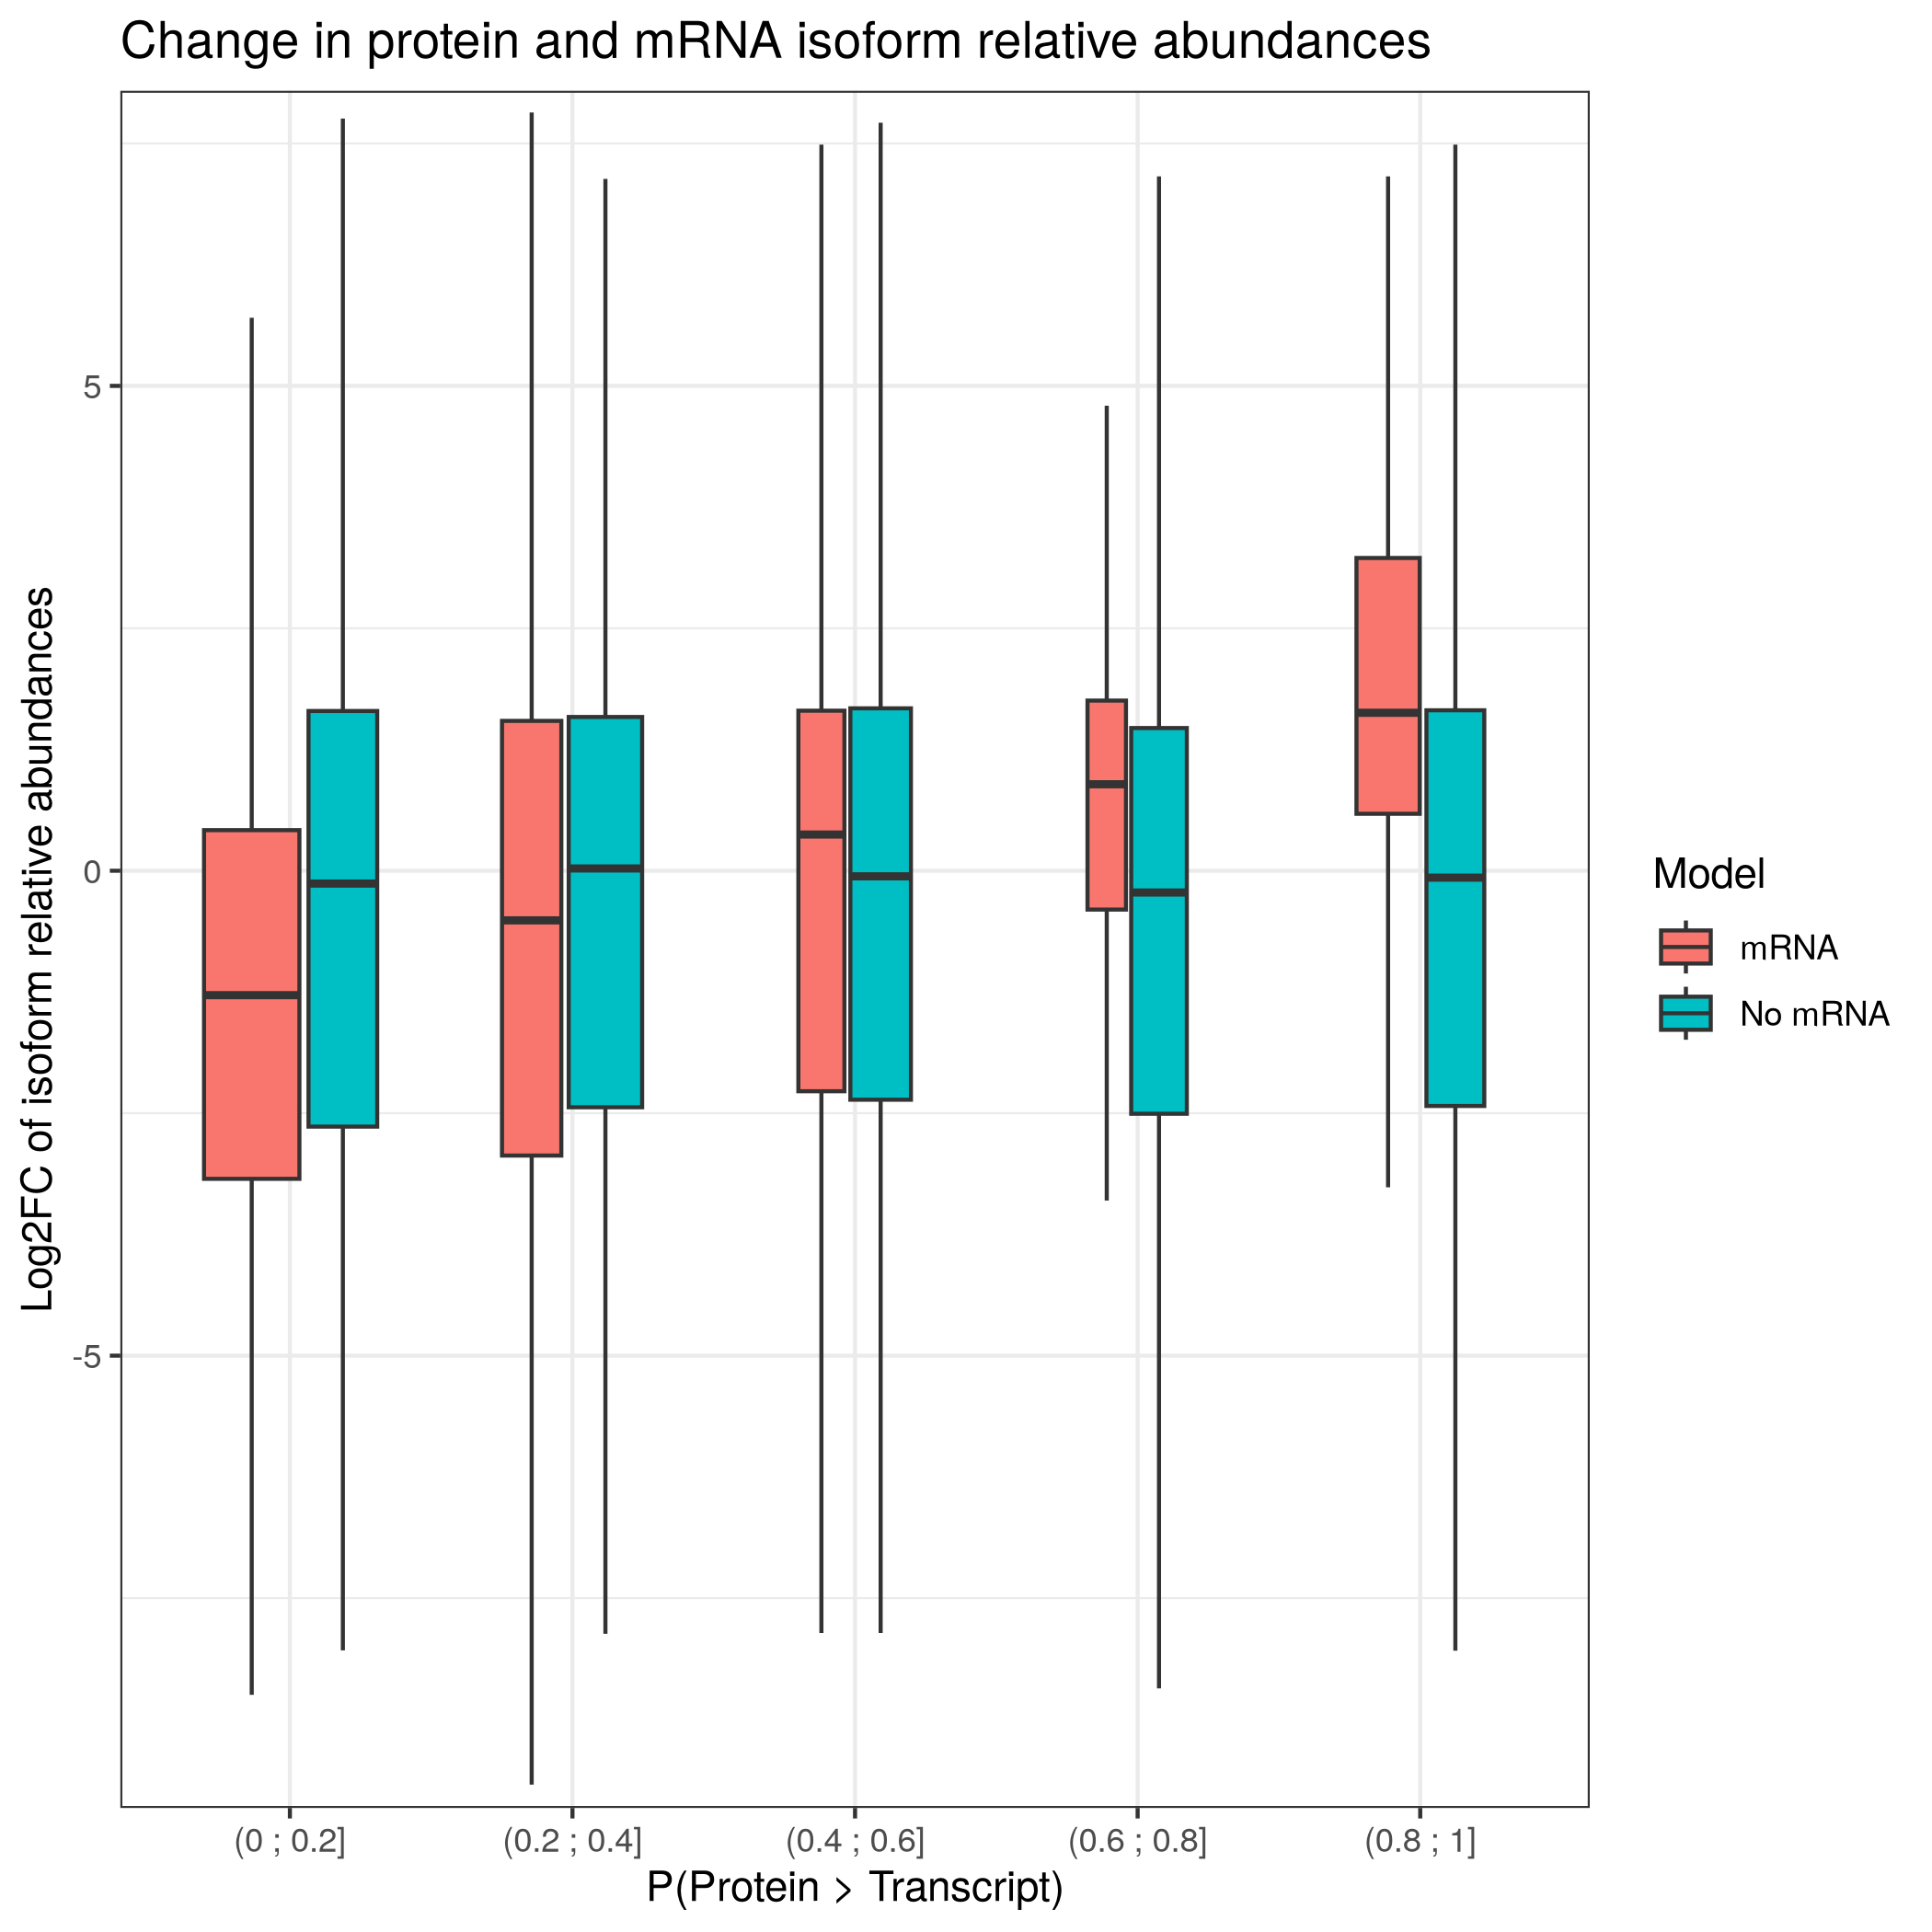 Change in protein and mRNA isoform relative abundances
Log2FC of isoform relative abundances
5
0
-5
(0 ; 0.2]
(0.2 ; 0.4]
(0.4 ; 0.6]
(0.6 ; 0.8]
(0.8 ; 1]
P(Protein > Transcript)
Model
mRNA
No mRNA